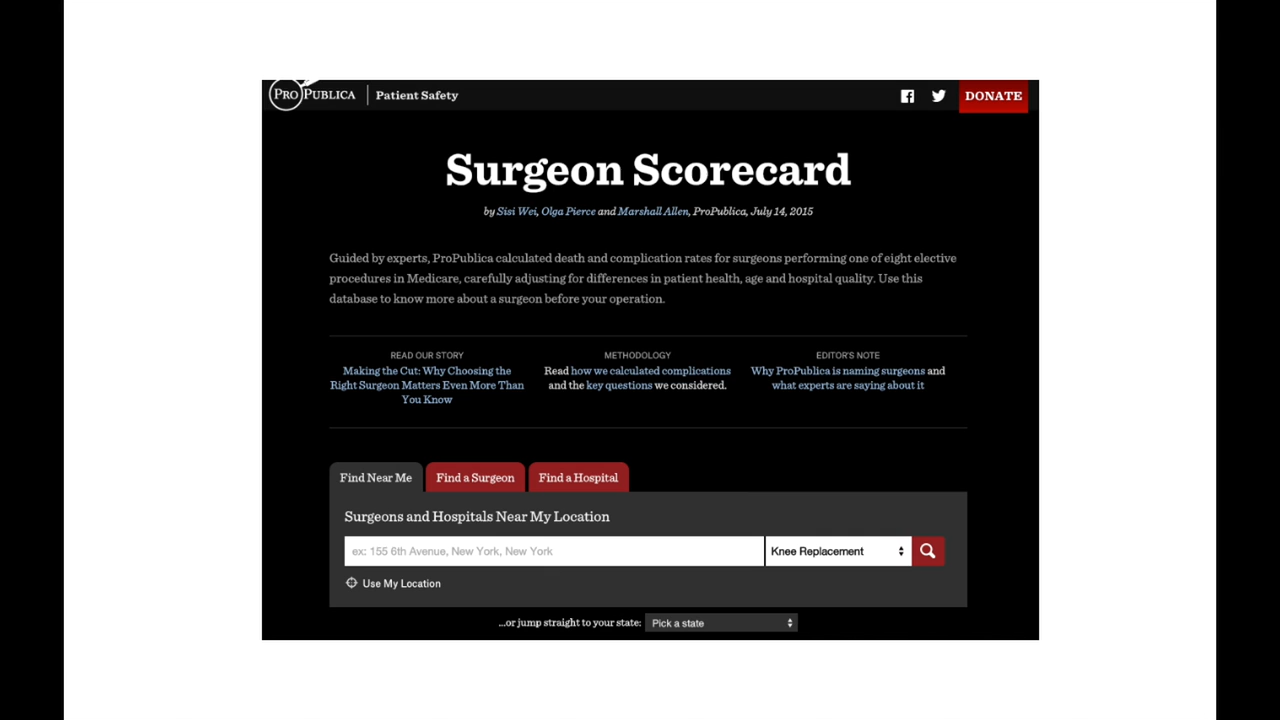 PROPUBLICA | Patient Safety
DONATE
Surgeon Scorecard
by Sisi Wei, Olga Pierce and Marshall Allen, ProPublica, July 14, 2015
Guided by experts, ProPublica calculated death and complication rates for surgeons performing one of eight elective
procedures in Medicare, carefully adjusting for differences in patient health, age and hospital quality. Use this
database to know more about a surgeon before your operation.
READ OUR STORY
Making the Cut: Why Choosing the
Right Surgeon Matters Even More Than
You Know
METHODOLOGY
Read how we calculated complications
and the key questions we considered.
EDITOR'S NOTE
Why ProPublica is naming surgeons and
what experts are saying about it
Find Near Me
Find a Surgeon
Find a Hospital
Surgeons and Hospitals Near My Location
ex: 155 6th Avenue, New York, New York
Knee Replacement
Use My Location
...or jump straight to your state:
Pick a state